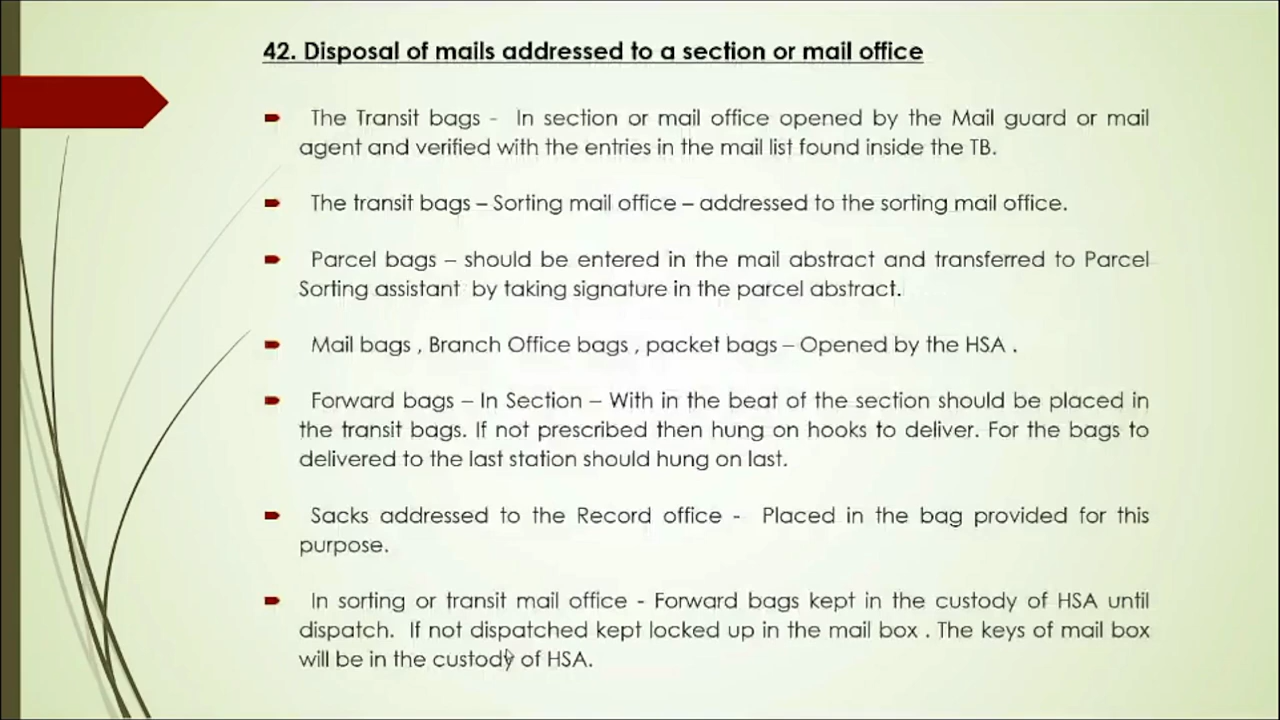 42. Disposal of mails addressed to a section or mail office
The Transit bags - In section or mail office opened by the Mail guard or mail
agent and verified with the entries in the mail list found inside the TB.
The transit bags – Sorting mail office – addressed to the sorting mail office.
Parcel bags – should be entered in the mail abstract and transferred to Parcel
Sorting assistant by taking signature in the parcel abstract.
Mail bags , Branch Office bags , packet bags – Opened by the HSA .
Forward bags – In Section – With in the beat of the section should be placed in
the transit bags. If not prescribed then hung on hooks to deliver. For the bags to
delivered to the last station should hung on last.
Sacks addressed to the Record office - Placed in the bag provided for this
purpose.
In sorting or transit mail office - Forward bags kept in the custody of HSA until
dispatch. If not dispatched kept locked up in the mail box . The keys of mail box
will be in the custody of HSA.